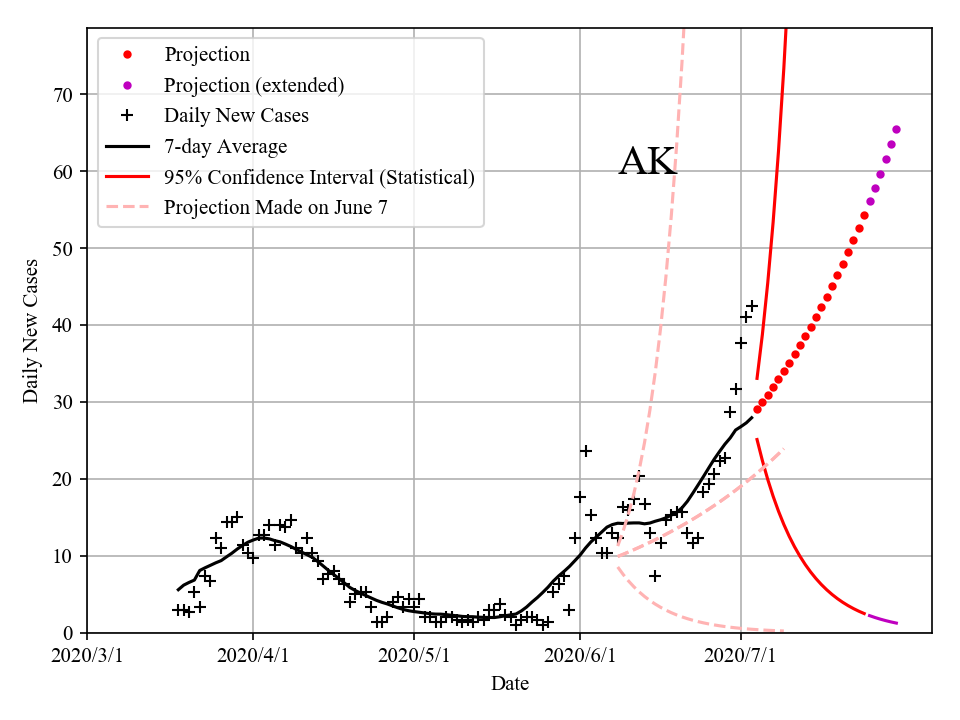 Projection
Projection (extended)
Daily New Cases
7-day Average
95% Confidence Interval (Statistical)
Projection Made on June 7
AK
70
60
50
40
30
20
10
0
Daily New Cases
2020/3/1 2020/4/1 2020/5/1 2020/6/1 2020/7/1
Date